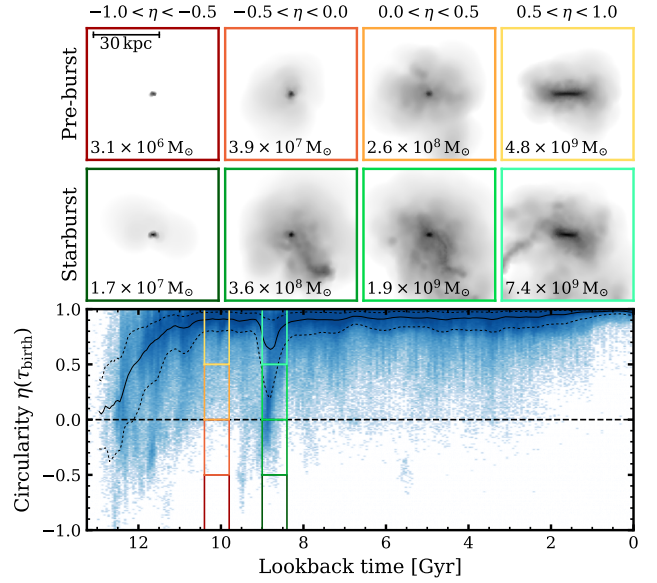 −1.0 < η < −0.5 −0.5 < η < 0.0 0.0 < η < 0.5 0.5 < η < 1.0
30 kpc
Pre-burst
3.1 × 10⁶ M☉ 3.9 × 10⁷ M☉ 2.6 × 10⁸ M☉ 4.8 × 10⁹ M☉
Starburst
1.7 × 10⁷ M☉ 3.6 × 10⁸ M☉ 1.9 × 10⁹ M☉ 7.4 × 10⁹ M☉
Circularity η(τ_birth)
1.0
0.5
0.0
−0.5
−1.0
12 10 8 6 4 2 0
Lookback time [Gyr]